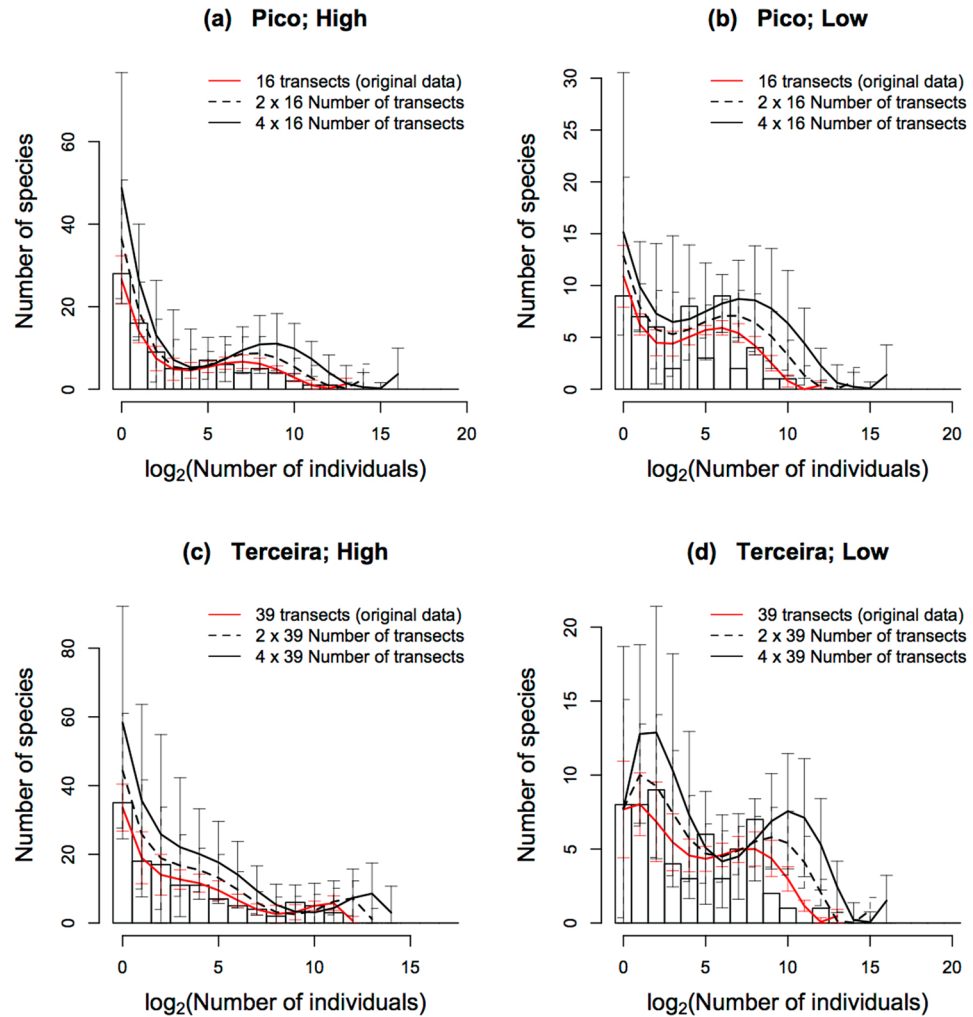 (a) Pico; High
16 transects (original data)
2 x 16 Number of transects
4 x 16 Number of transects
Number of species
60
40
20
0
0 5 10 15 20
log₂(Number of individuals)
(b) Pico; Low
16 transects (original data)
2 x 16 Number of transects
4 x 16 Number of transects
Number of species
30
25
20
15
10
5
0
0 5 10 15 20
log₂(Number of individuals)
(c) Terceira; High
39 transects (original data)
2 x 39 Number of transects
4 x 39 Number of transects
Number of species
80
60
40
20
0
0 5 10 15
log₂(Number of individuals)
(d) Terceira; Low
39 transects (original data)
2 x 39 Number of transects
4 x 39 Number of transects
Number of species
20
15
10
5
0
0 5 10 15 20
log₂(Number of individuals)